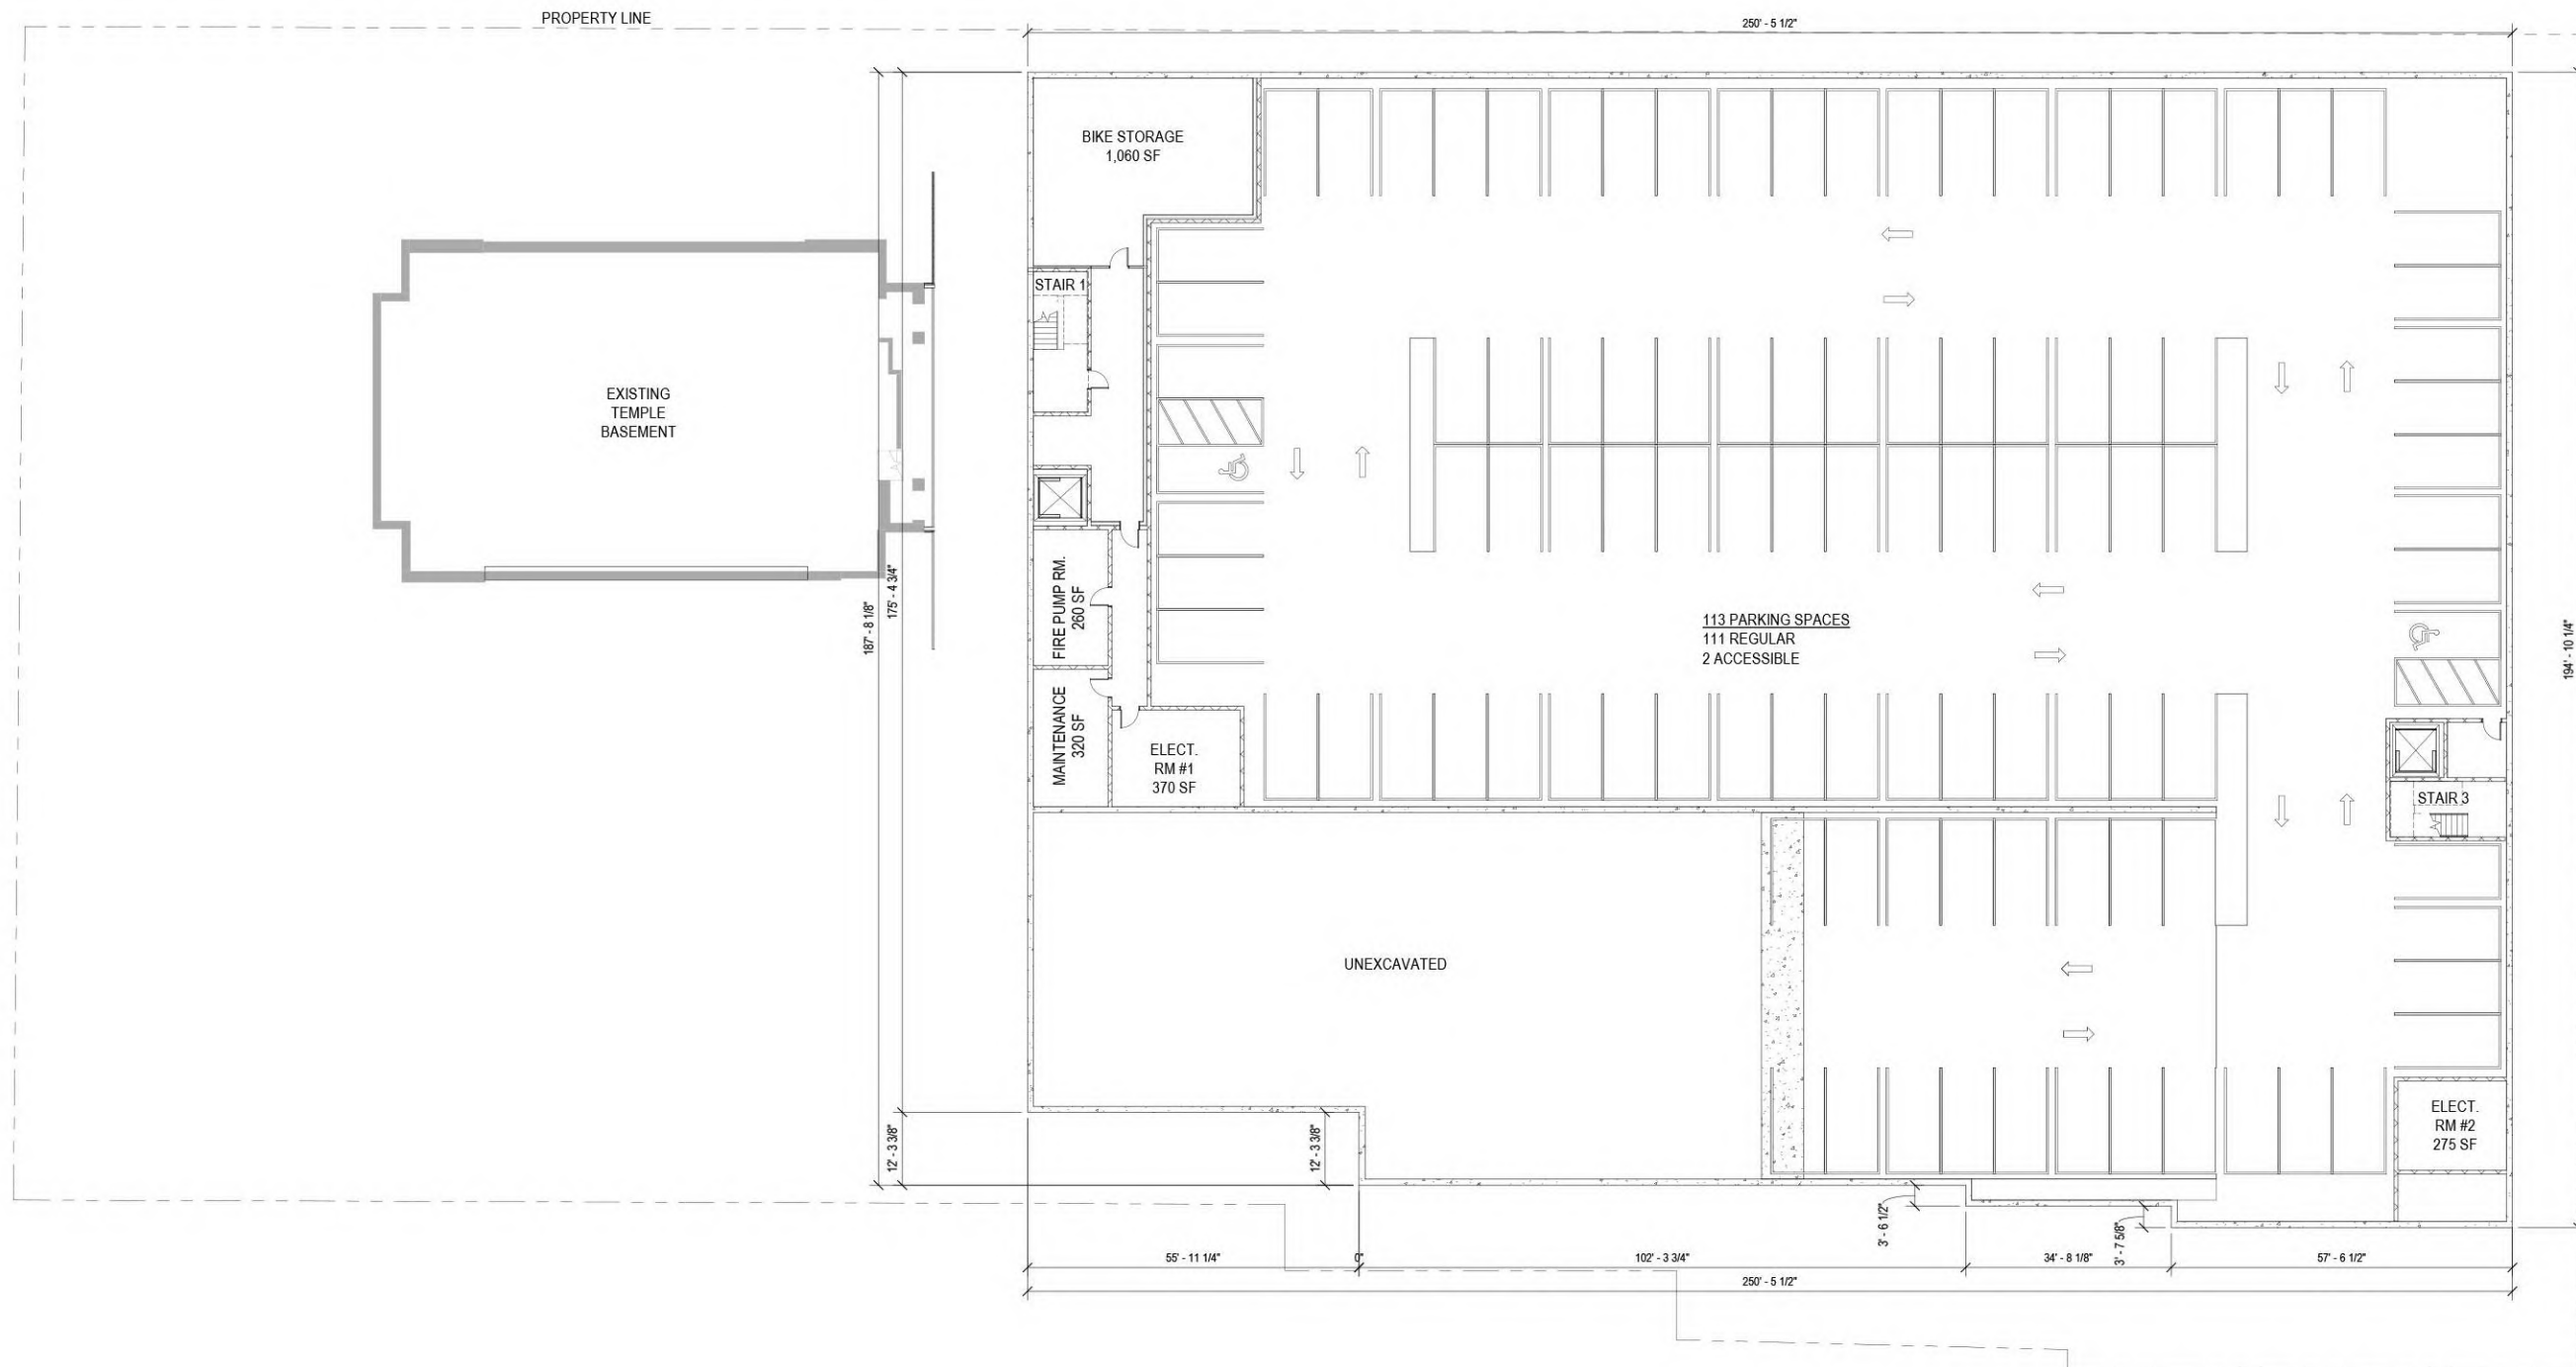 PROPERTY LINE
250' - 5 1/2"
BIKE STORAGE
1,060 SF
STAIR 1
EXISTING
TEMPLE
BASEMENT
187' - 8 1/8"
175' - 4 3/4"
FIRE PUMP RM.
260 SF
113 PARKING SPACES
111 REGULAR
2 ACCESSIBLE
194' - 10 1/4"
MAINTENANCE
320 SF
ELECT.
RM #1
370 SF
STAIR 3
UNEXCAVATED
12' - 3 3/8"
12' - 3 3/8"
ELECT.
RM #2
275 SF
3' - 6 1/2"
3' - 7 5/8"
55' - 11 1/4"
0"
102' - 3 3/4"
34' - 8 1/8"
57' - 6 1/2"
250' - 5 1/2"